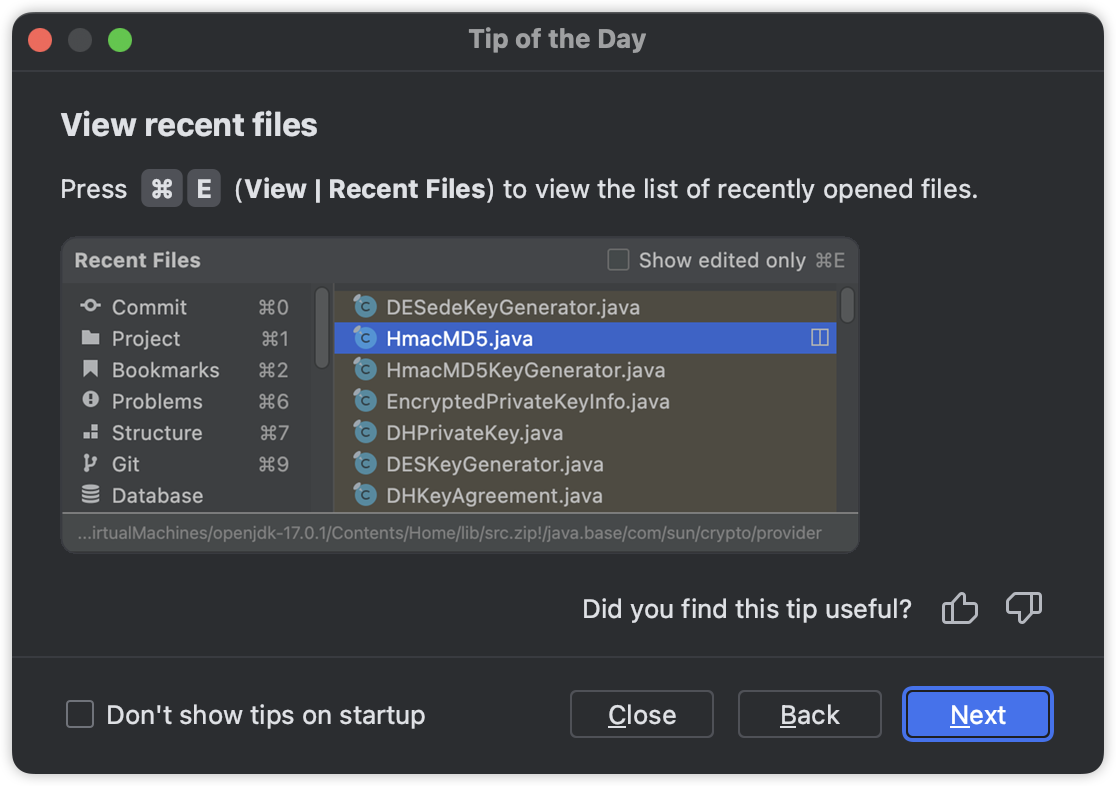 Tip of the Day
View recent files
Press ⌘ E (View | Recent Files) to view the list of recently opened files.
Recent Files Show edited only ⌘E
Commit ⌘0
Project ⌘1
Bookmarks ⌘2
Problems ⌘6
Structure ⌘7
Git ⌘9
Database
DESedeKeyGenerator.java
HmacMD5.java
HmacMD5KeyGenerator.java
EncryptedPrivateKeyInfo.java
DHPrivateKey.java
DESKeyGenerator.java
DHKeyAgreement.java
...irtualMachines/openjdk-17.0.1/Contents/Home/lib/src.zip!/java.base/com/sun/crypto/provider
Did you find this tip useful?
Don't show tips on startup
Close
Back
Next